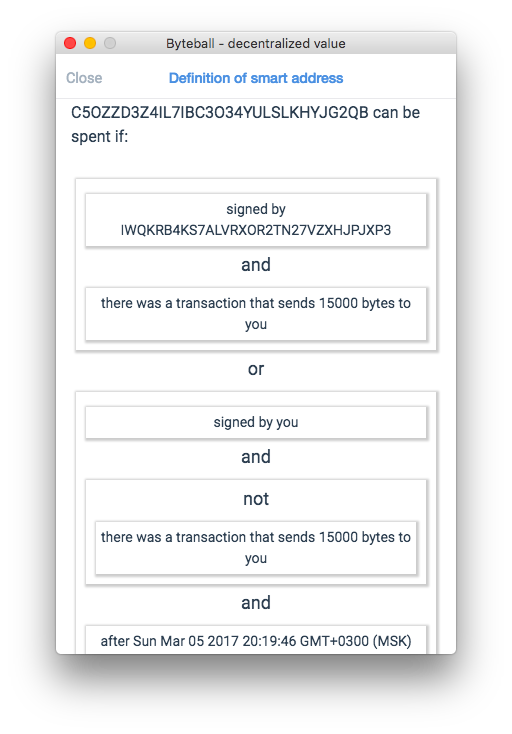 Byteball - decentralized value
Close
Definition of smart address
C5OZZD3Z4IL7IBC3O34YULSLKHYJG2QB can be
spent if:
signed by
IWQKRB4KS7ALVRXOR2TN27VZXHJPJXP3
and
there was a transaction that sends 15000 bytes to
you
or
signed by you
and
not
there was a transaction that sends 15000 bytes to
you
and
after Sun Mar 05 2017 20:19:46 GMT+0300 (MSK)